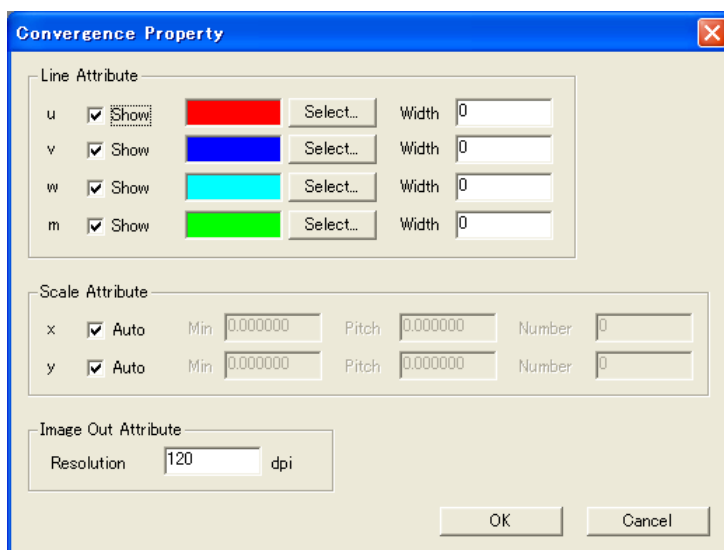 Convergence Property
Line Attribute
u Show Select... Width 0
v Show Select... Width 0
w Show Select... Width 0
m Show Select... Width 0
Scale Attribute
x Auto Min 0.000000 Pitch 0.000000 Number 0
y Auto Min 0.000000 Pitch 0.000000 Number 0
Image Out Attribute
Resolution 120 dpi
OK Cancel